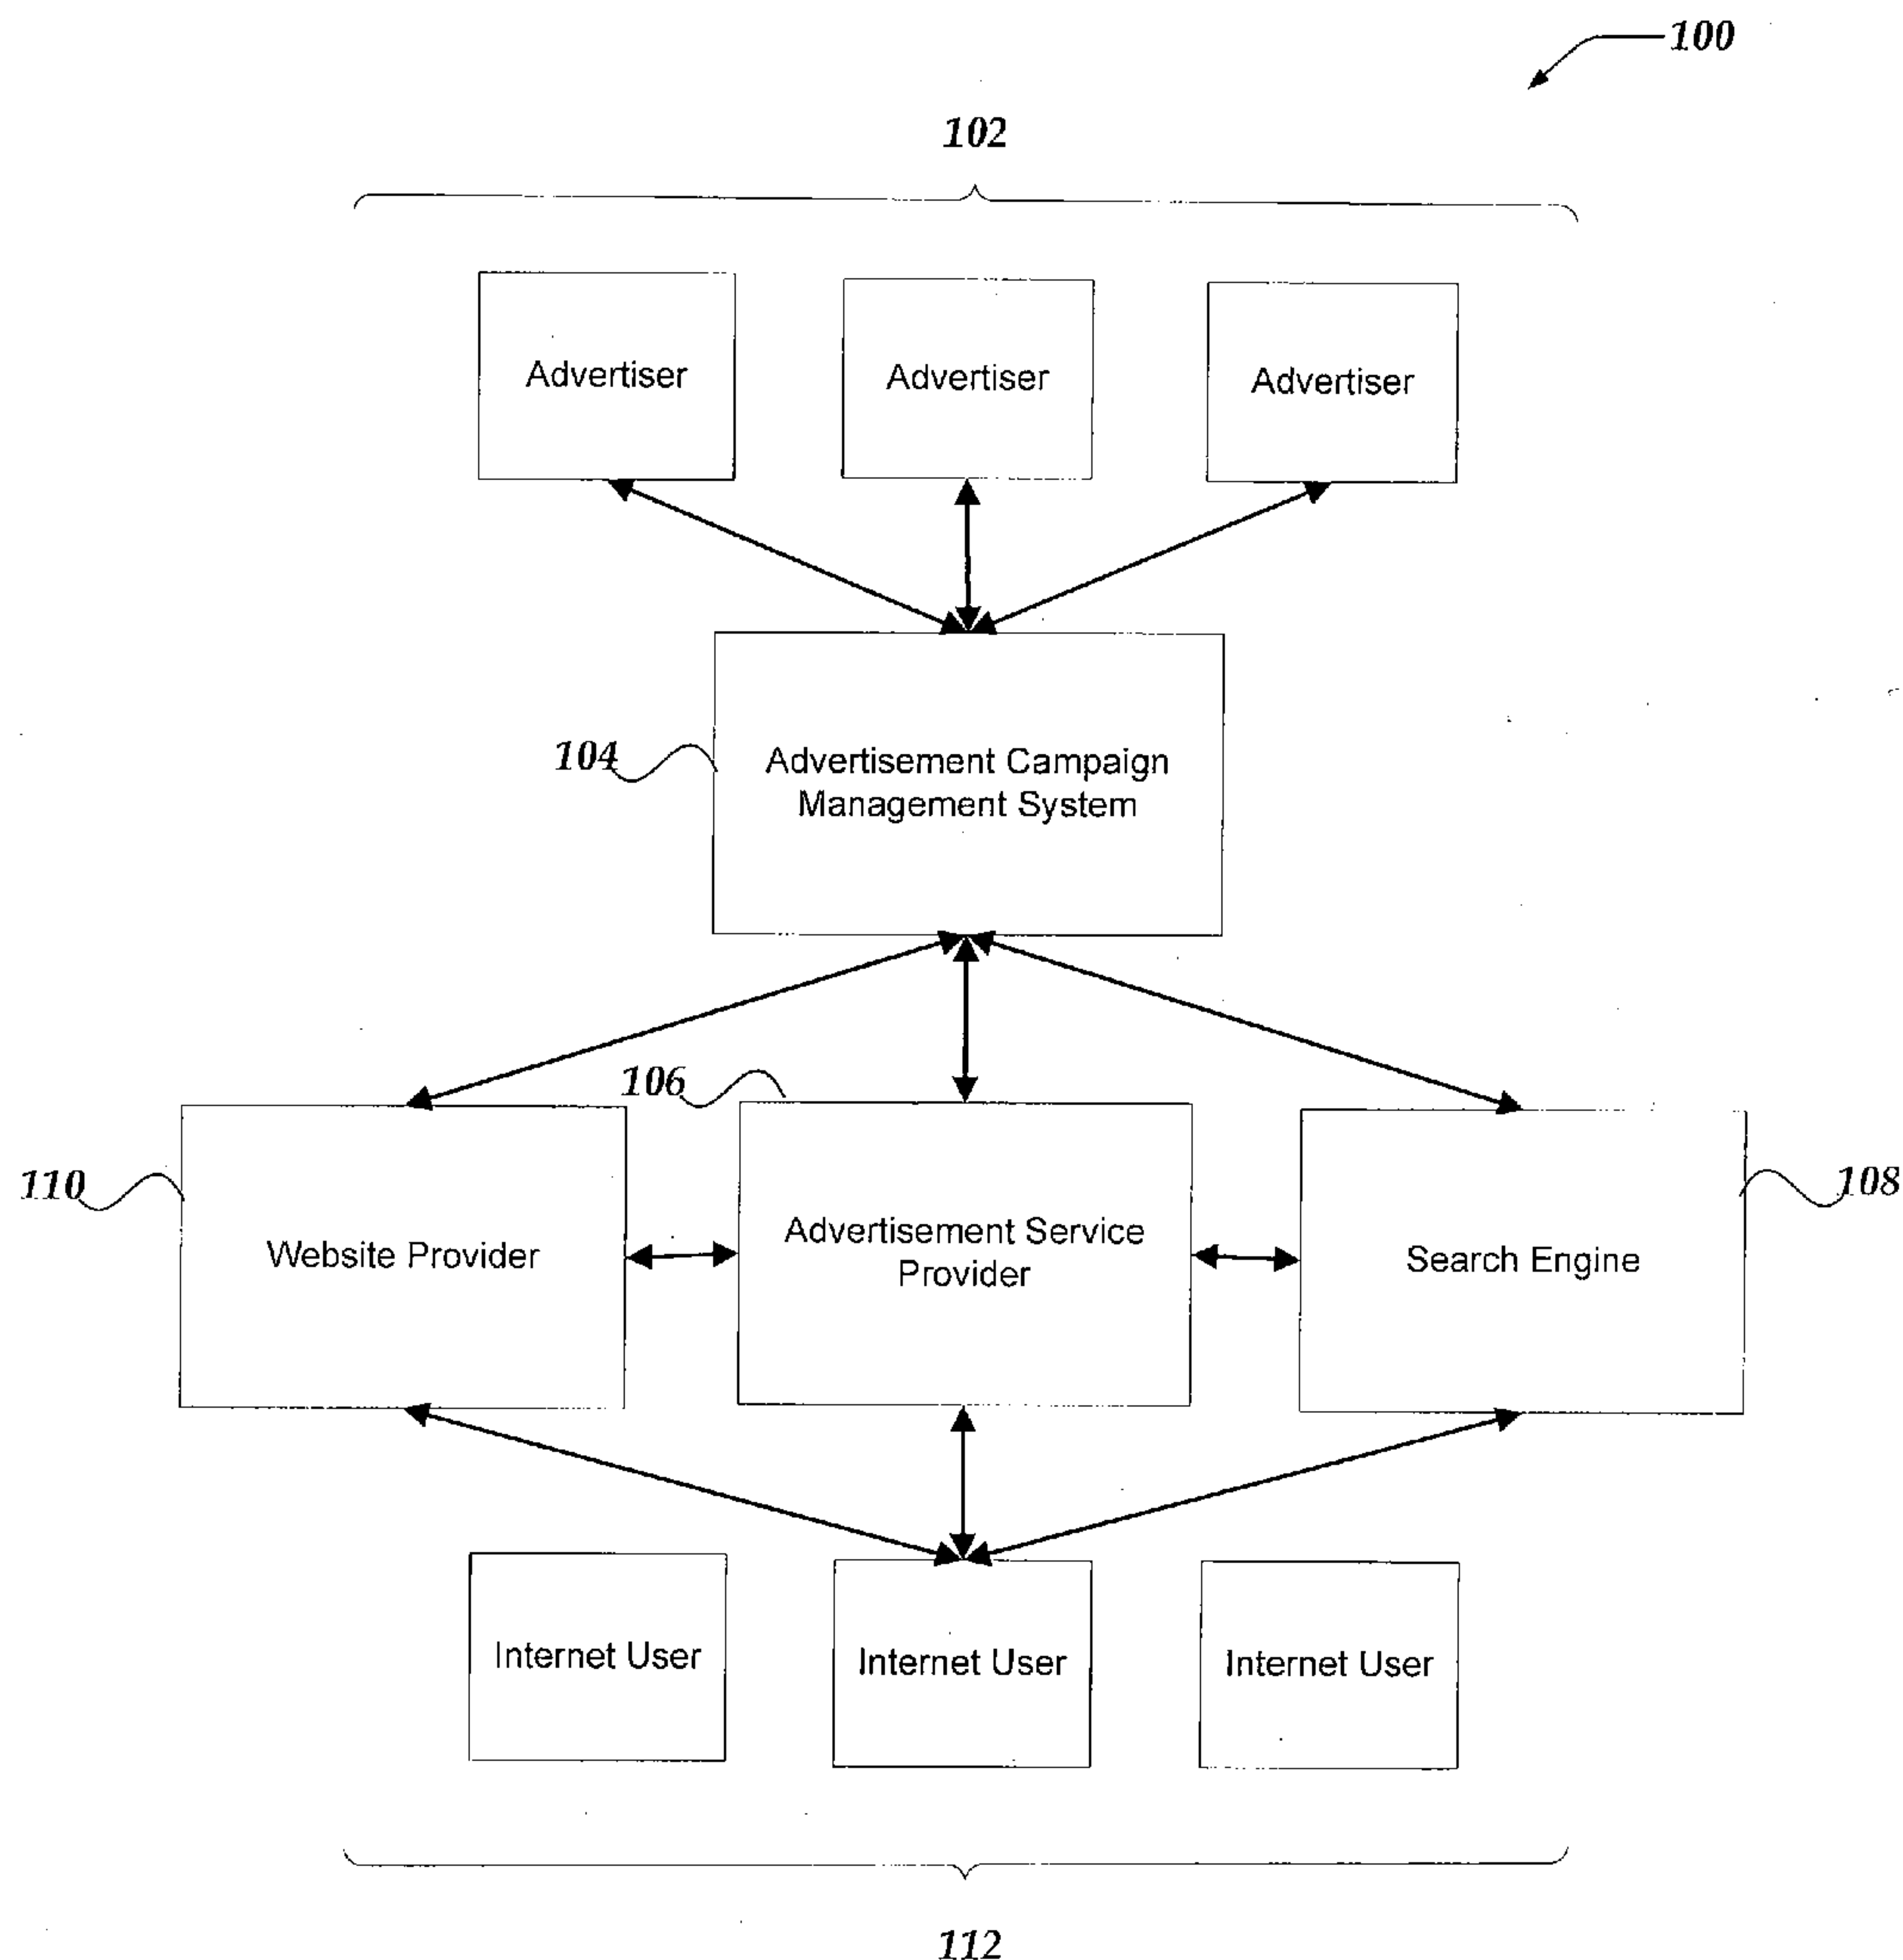 100
102
Advertiser
Advertiser
Advertiser
104
Advertisement Campaign
Management System
106
110
108
Website Provider
Advertisement Service
Provider
Search Engine
Internet User
Internet User
Internet User
112